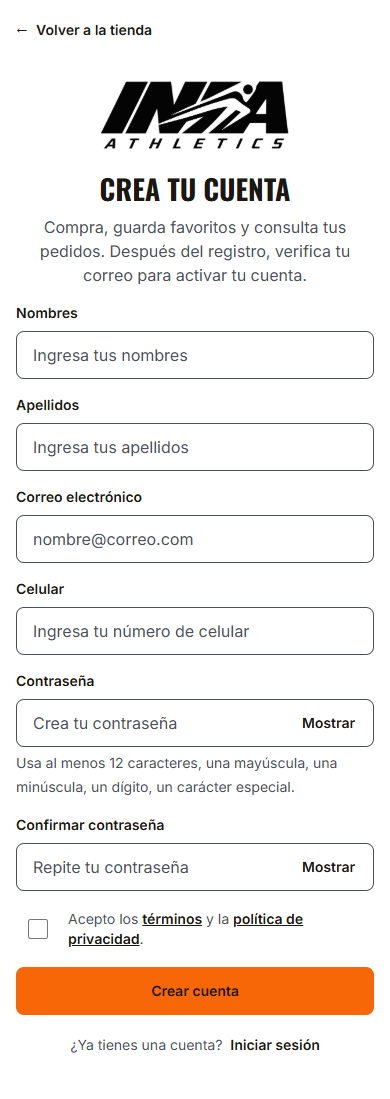 ← Volver a la tienda
INTA
ATHLETICS
CREA TU CUENTA
Compra, guarda favoritos y consulta tus
pedidos. Después del registro, verifica tu
correo para activar tu cuenta.
Nombres
Ingresa tus nombres
Apellidos
Ingresa tus apellidos
Correo electrónico
nombre@correo.com
Celular
Ingresa tu número de celular
Contraseña
Crea tu contraseña Mostrar
Usa al menos 12 caracteres, una mayúscula, una
minúscula, un dígito, un carácter especial.
Confirmar contraseña
Repite tu contraseña Mostrar
Acepto los términos y la política de
privacidad.
Crear cuenta
¿Ya tienes una cuenta? Iniciar sesión